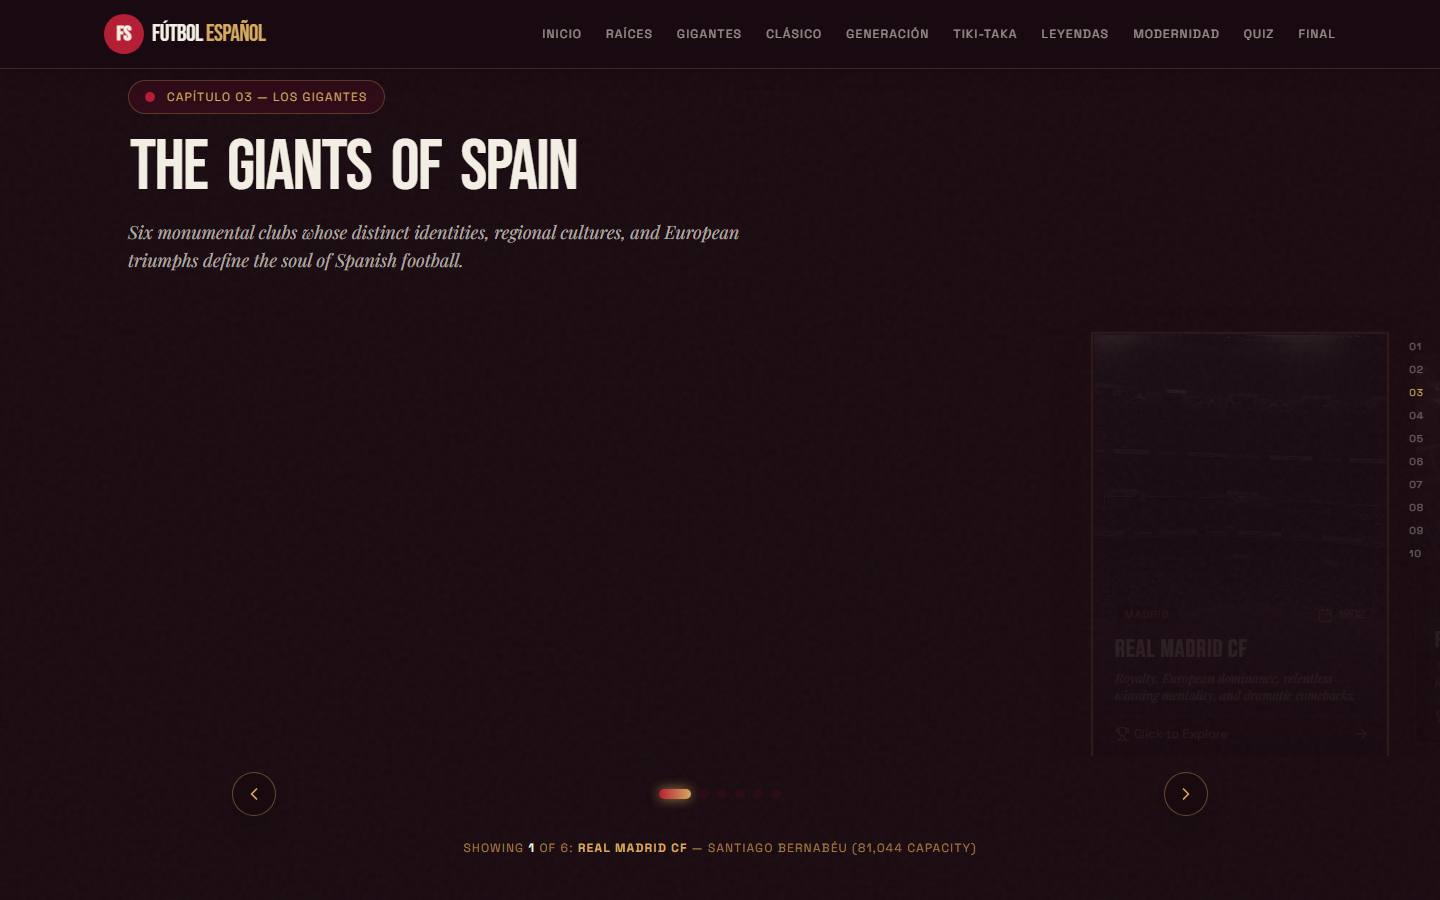 FS FÚTBOL ESPAÑOL
INICIO RAÍCES GIGANTES CLÁSICO GENERACIÓN TIKI-TAKA LEYENDAS MODERNIDAD QUIZ FINAL
CAPÍTULO 03 — LOS GIGANTES
THE GIANTS OF SPAIN
Six monumental clubs whose distinct identities, regional cultures, and European
triumphs define the soul of Spanish football.
01
02
03
04
05
06
07
08
09
10
MADRID 1902
REAL MADRID CF
Royalty, European dominance, relentless
winning mentality, and dramatic comebacks.
Click to Explore
SHOWING 1 OF 6: REAL MADRID CF — SANTIAGO BERNABÉU (81,044 CAPACITY)